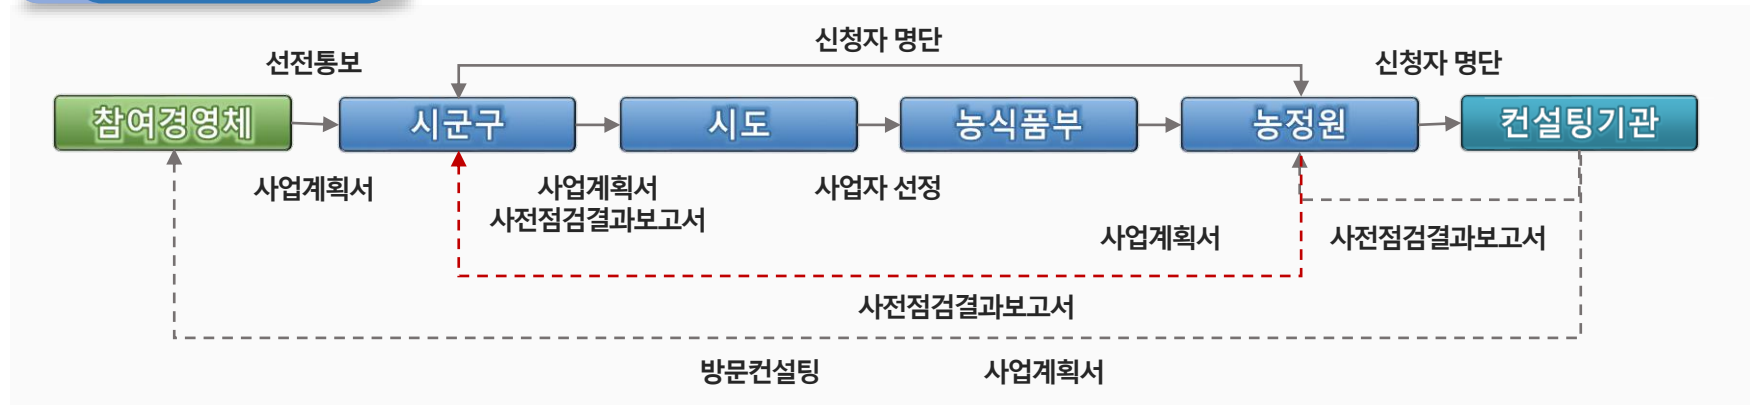 신청자 명단
선전통보
신청자 명단
참여경영체
시군구
시도
농식품부
농정원
컨설팅기관
사업계획서
사업계획서
사전점검결과보고서
사업자 선정
사업계획서
사전점검결과보고서
사전점검결과보고서
방문컨설팅
사업계획서